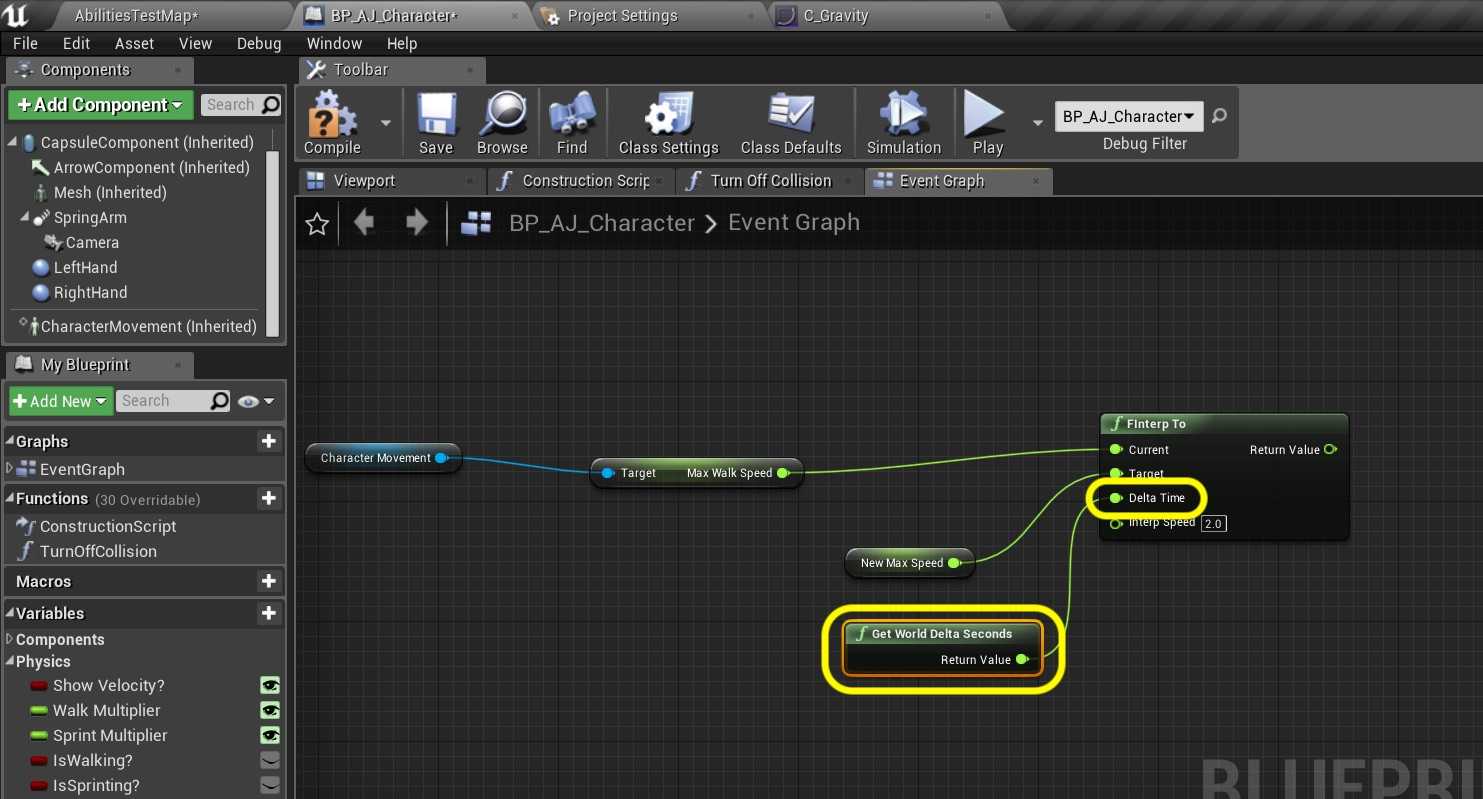 AbilitiesTestMap*
BP_AJ_Character*
Project Settings
C_Gravity
File Edit Asset View Debug Window Help
Components
Toolbar
+Add Component
Search
CapsuleComponent (Inherited)
ArrowComponent (Inherited)
Mesh (Inherited)
SpringArm
Camera
LeftHand
RightHand
CharacterMovement (Inherited)
Compile
Save
Browse
Find
Class Settings
Class Defaults
Simulation
Play
BP_AJ_Character
Debug Filter
Viewport
Construction Scrip
Turn Off Collision
Event Graph
BP_AJ_Character > Event Graph
My Blueprint
+Add New
Search
Graphs
EventGraph
Functions (30 Overridable)
ConstructionScript
TurnOffCollision
Macros
Variables
Components
Physics
Show Velocity?
Walk Multiplier
Sprint Multiplier
IsWalking?
IsSprinting?
Character Movement
Target Max Walk Speed
New Max Speed
f Get World Delta Seconds
Return Value
f FInterp To
Current Return Value
Target
Delta Time
Interp Speed 2.0
BLUEPRI